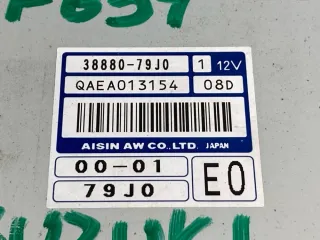 38880-79J0 1 12V
QAEA013154 08D
AISIN AW CO., LTD. JAPAN
00-01
79J0 E0